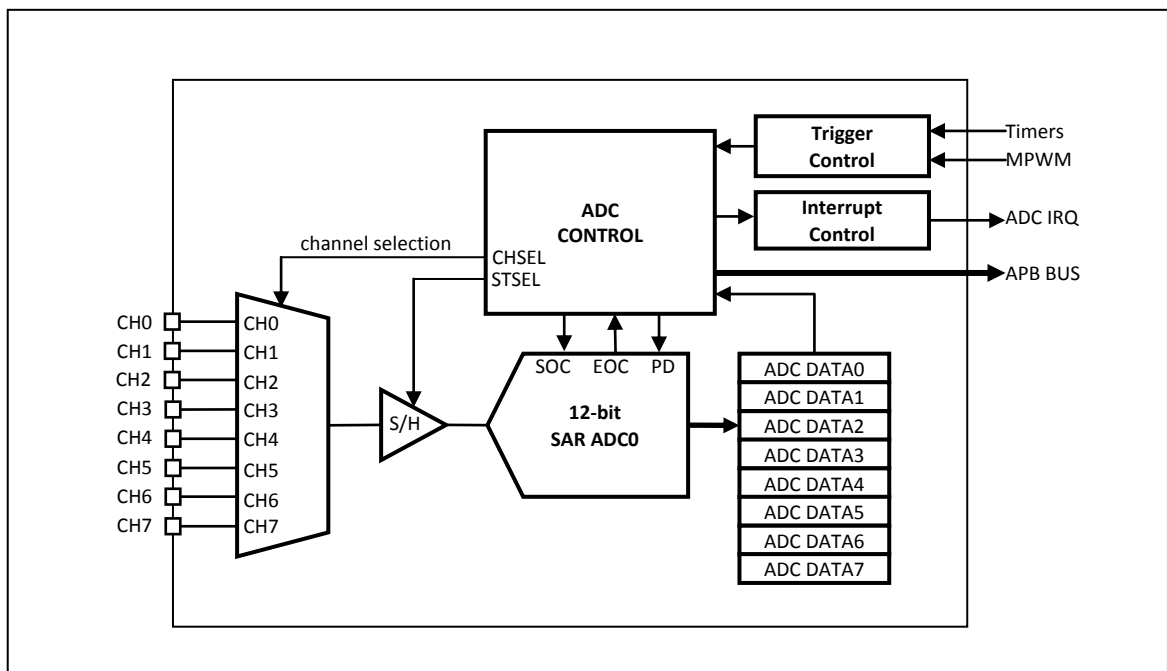 Trigger
Control
Timers
MPWM
ADC
CONTROL
Interrupt
Control
ADC IRQ
channel selection
CHSEL
STSEL
APB BUS
CH0
CH1
CH2
CH3
CH4
CH5
CH6
CH7
CH0
CH1
CH2
CH3
CH4
CH5
CH6
CH7
S/H
SOC EOC PD
12-bit
SAR ADC0
ADC DATA0
ADC DATA1
ADC DATA2
ADC DATA3
ADC DATA4
ADC DATA5
ADC DATA6
ADC DATA7